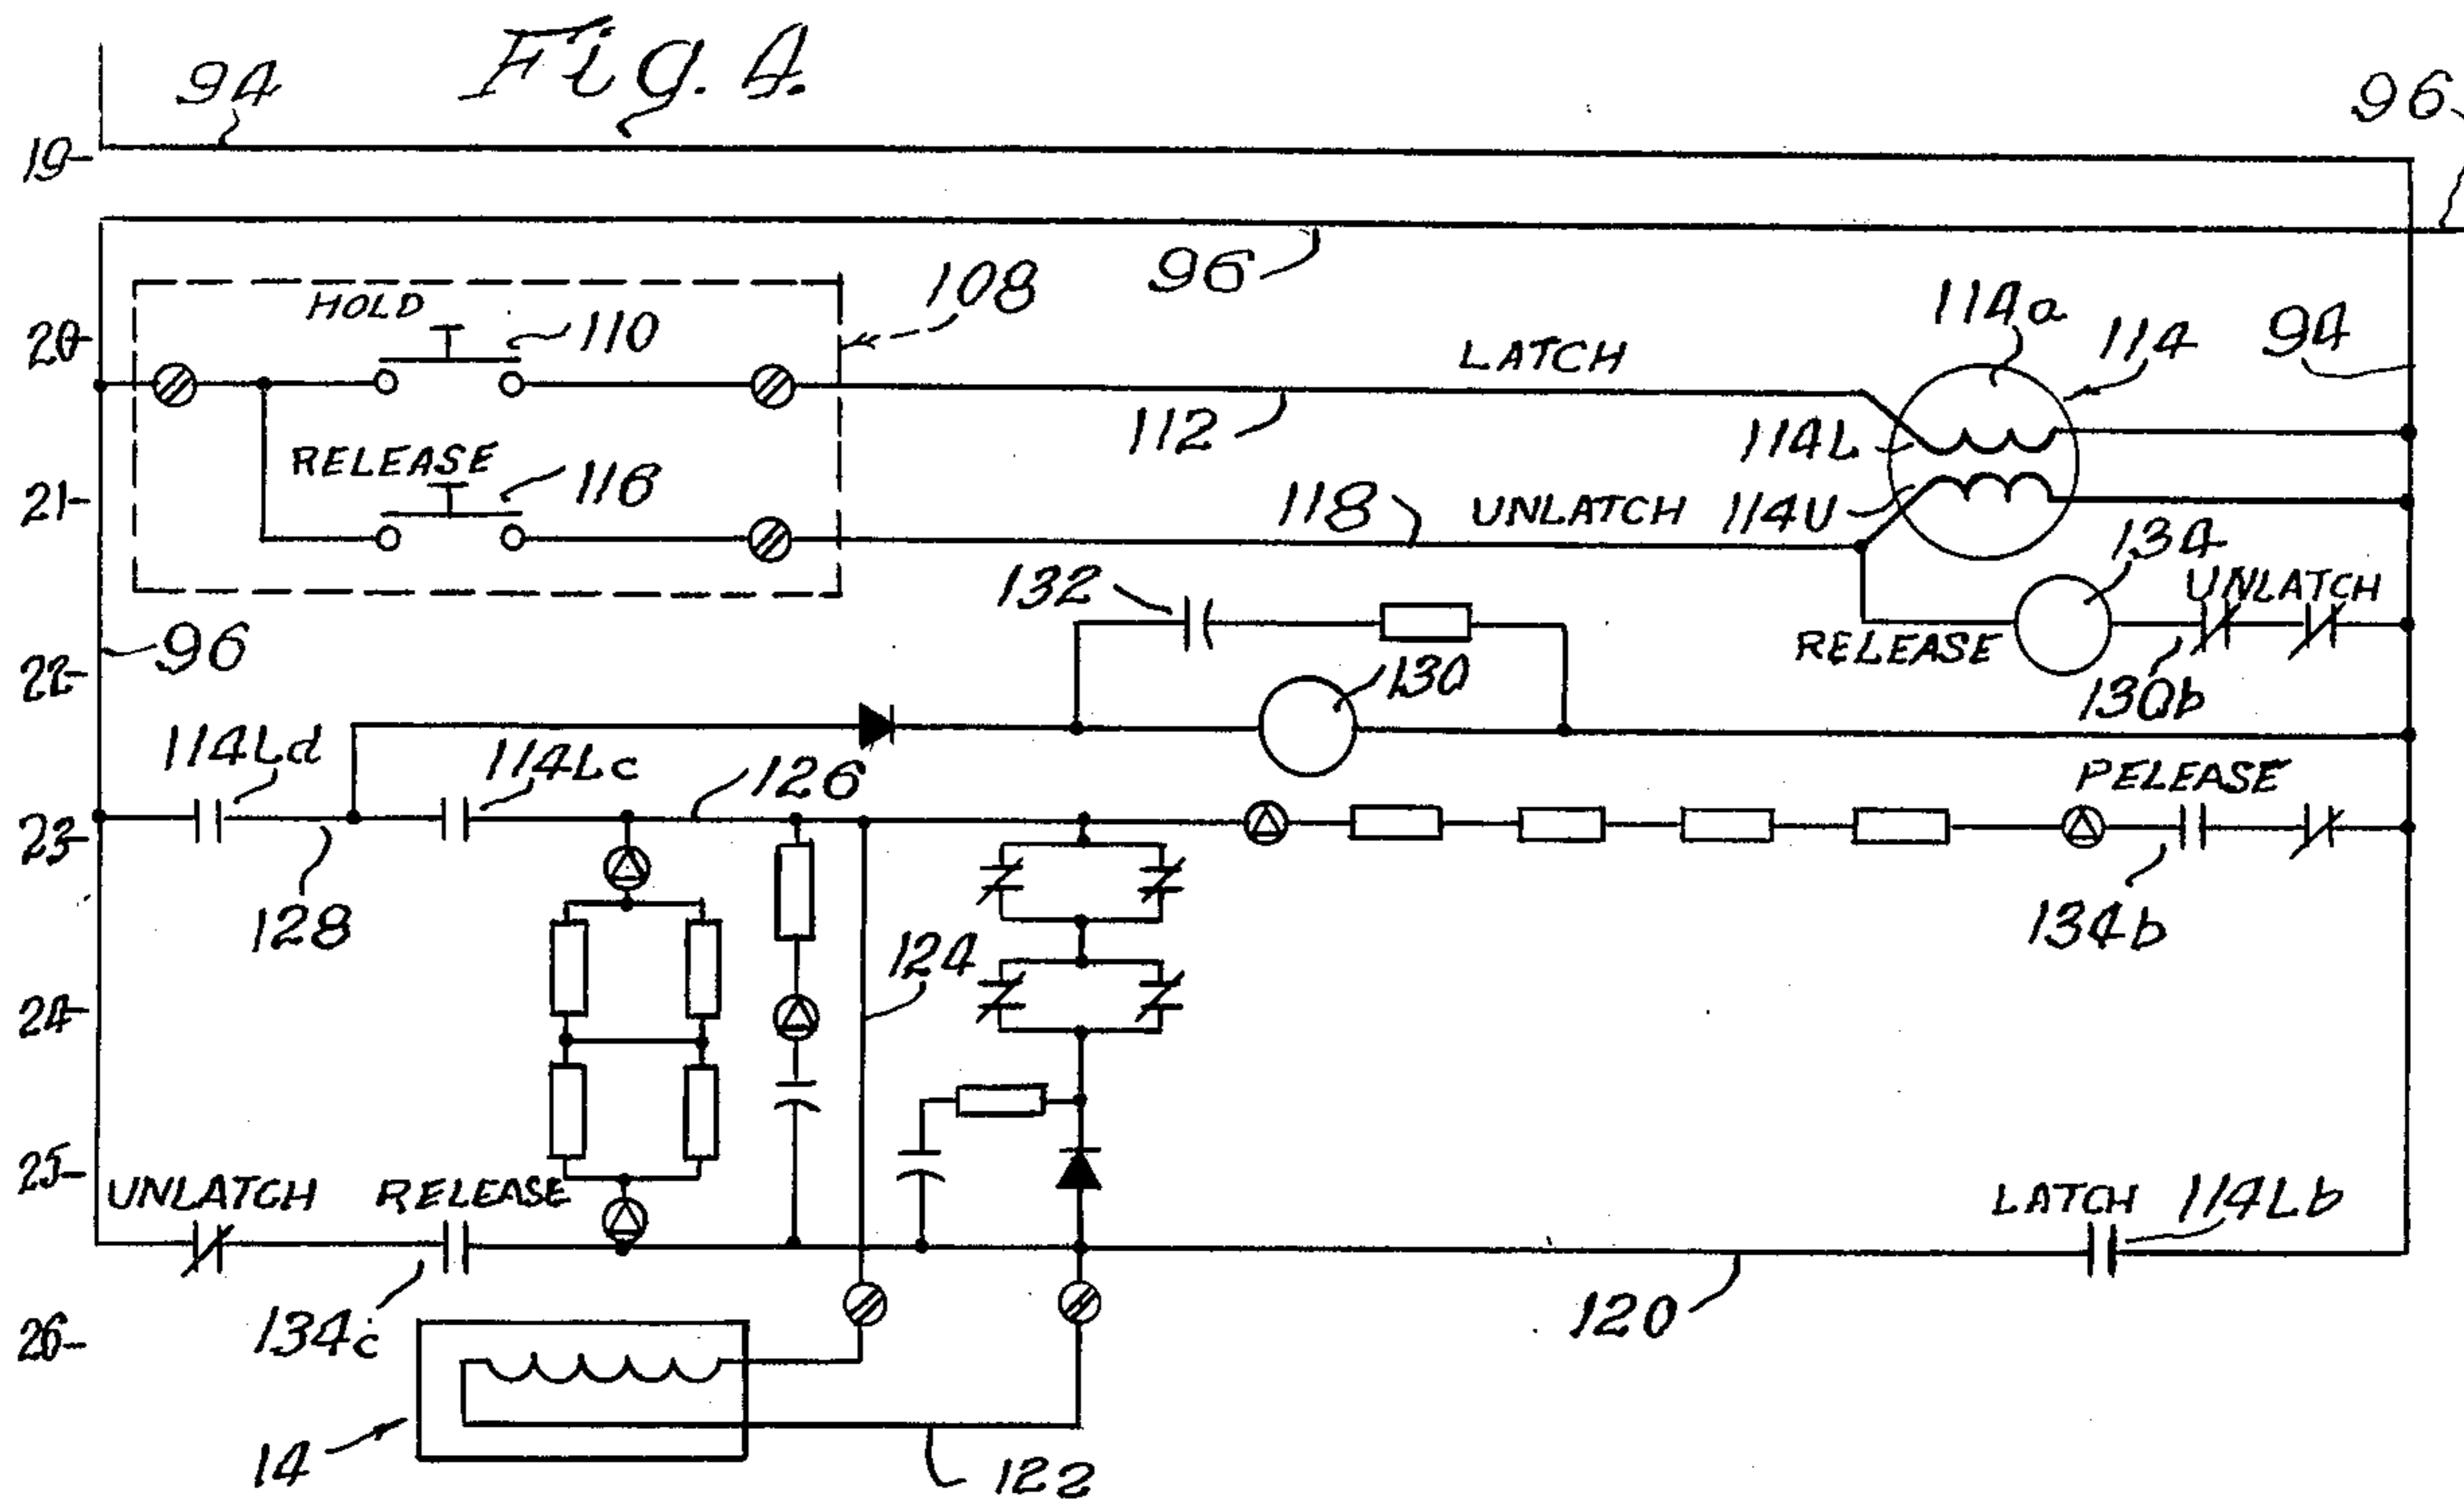 Fig. 4.
94
96
19-
96
108
HOLD
110
114a
114
94
20-
LATCH
112
114L
RELEASE
116
21-
118
UNLATCH
114U
134
132
UNLATCH
96
RELEASE
22-
130
130b
114Ld
114Lc
126
PELEASE
23-
128
124
134b
24-
25-
UNLATCH
RELEASE
LATCH
114Lb
134c
120
26-
14
122